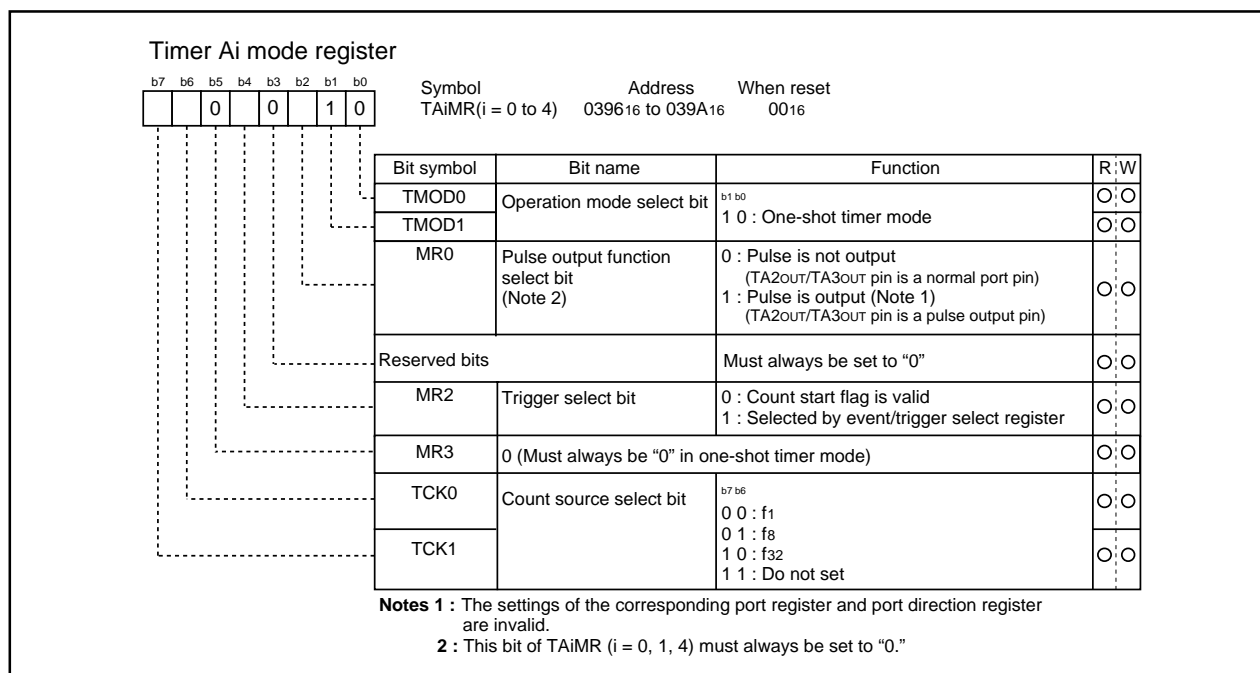 Timer Ai mode register
b7 b6 b5 b4 b3 b2 b1 b0
0 0 1 0
Symbol Address When reset
TAiMR(i = 0 to 4) 039616 to 039A16 0016
Bit symbol Bit name Function R W
TMOD0 Operation mode select bit b1 b0
TMOD1 1 0 : One-shot timer mode
MR0 Pulse output function select bit (Note 2)
0 : Pulse is not output
(TA2OUT/TA3OUT pin is a normal port pin)
1 : Pulse is output (Note 1)
(TA2OUT/TA3OUT pin is a pulse output pin)
Reserved bits Must always be set to “0”
MR2 Trigger select bit 0 : Count start flag is valid
1 : Selected by event/trigger select register
MR3 0 (Must always be “0” in one-shot timer mode)
TCK0 Count source select bit b7 b6
0 0 : f1
0 1 : f8
TCK1 1 0 : f32
1 1 : Do not set
Notes 1 : The settings of the corresponding port register and port direction register
are invalid.
2 : This bit of TAiMR (i = 0, 1, 4) must always be set to “0.”